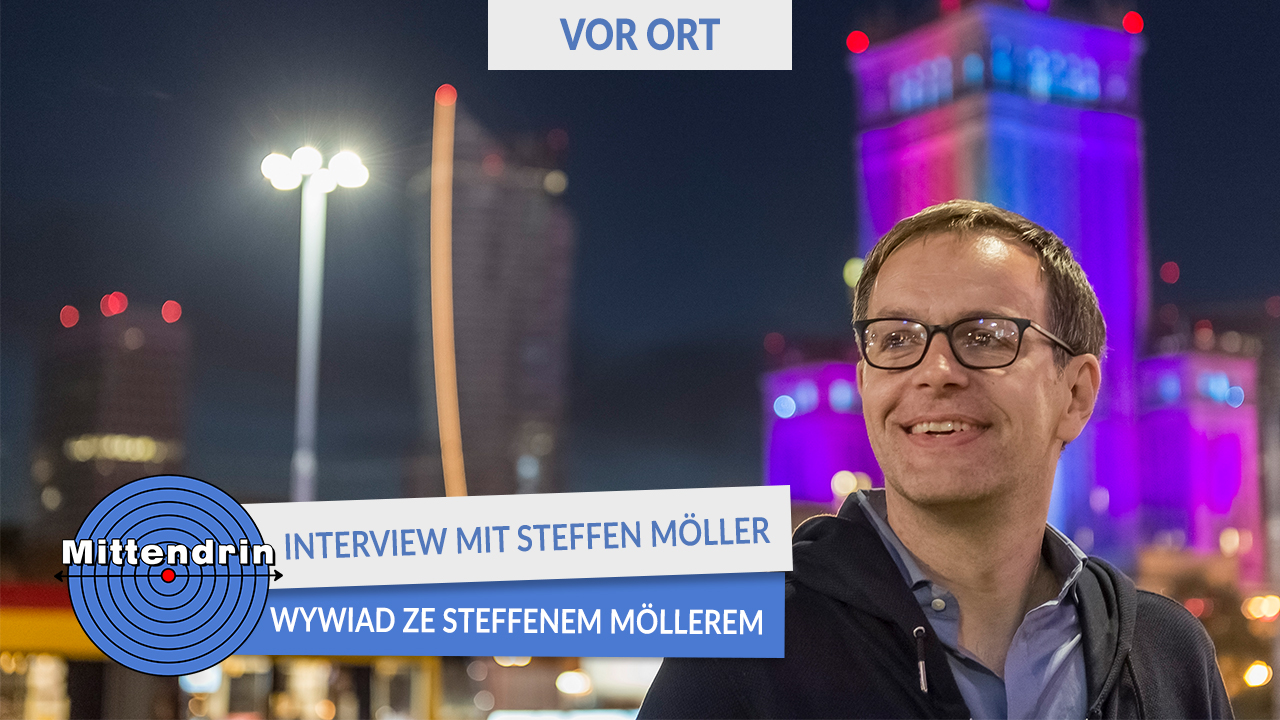 VOR ORT
Mittendrin
INTERVIEW MIT STEFFEN MÖLLER
WYWIAD ZE STEFFENEM MÖLLEREM